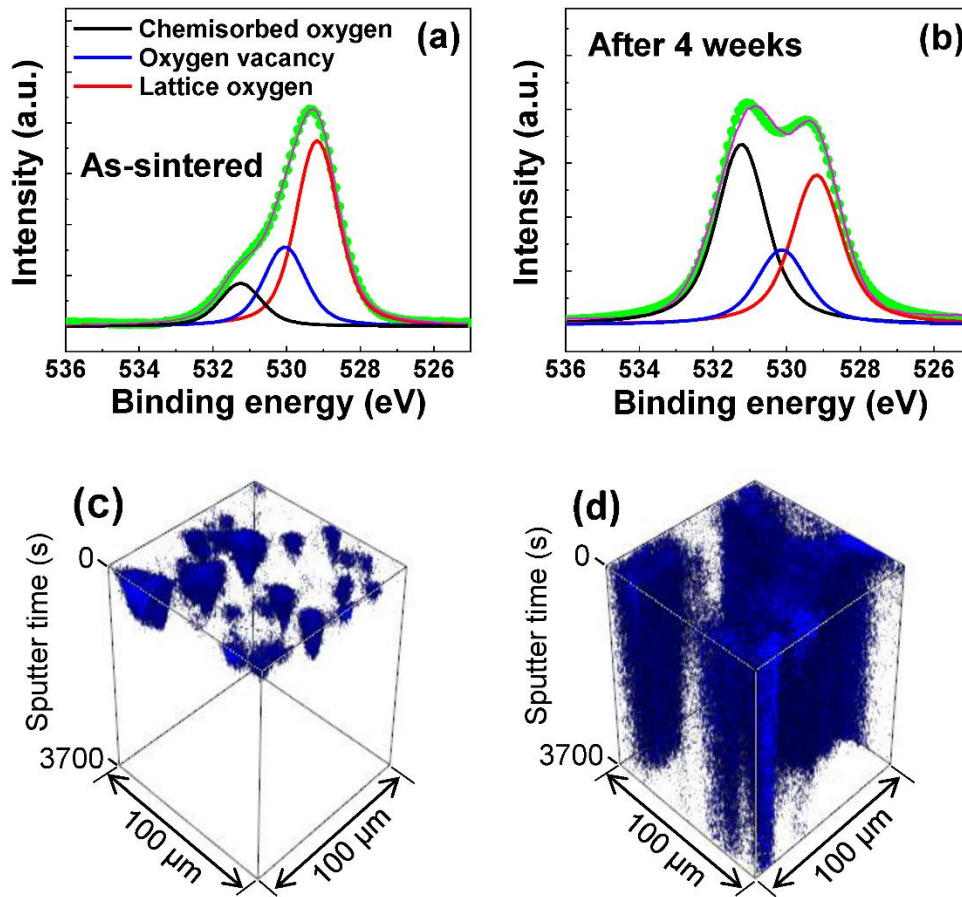 Chemisorbed oxygen
Oxygen vacancy
Lattice oxygen
(a)
As-sintered
Intensity (a.u.)
536 534 532 530 528 526
Binding energy (eV)
(b)
After 4 weeks
Intensity (a.u.)
536 534 532 530 528 526
Binding energy (eV)
(c)
Sputter time (s)
0
3700
100 µm
100 µm
(d)
Sputter time (s)
0
3700
100 µm
100 µm